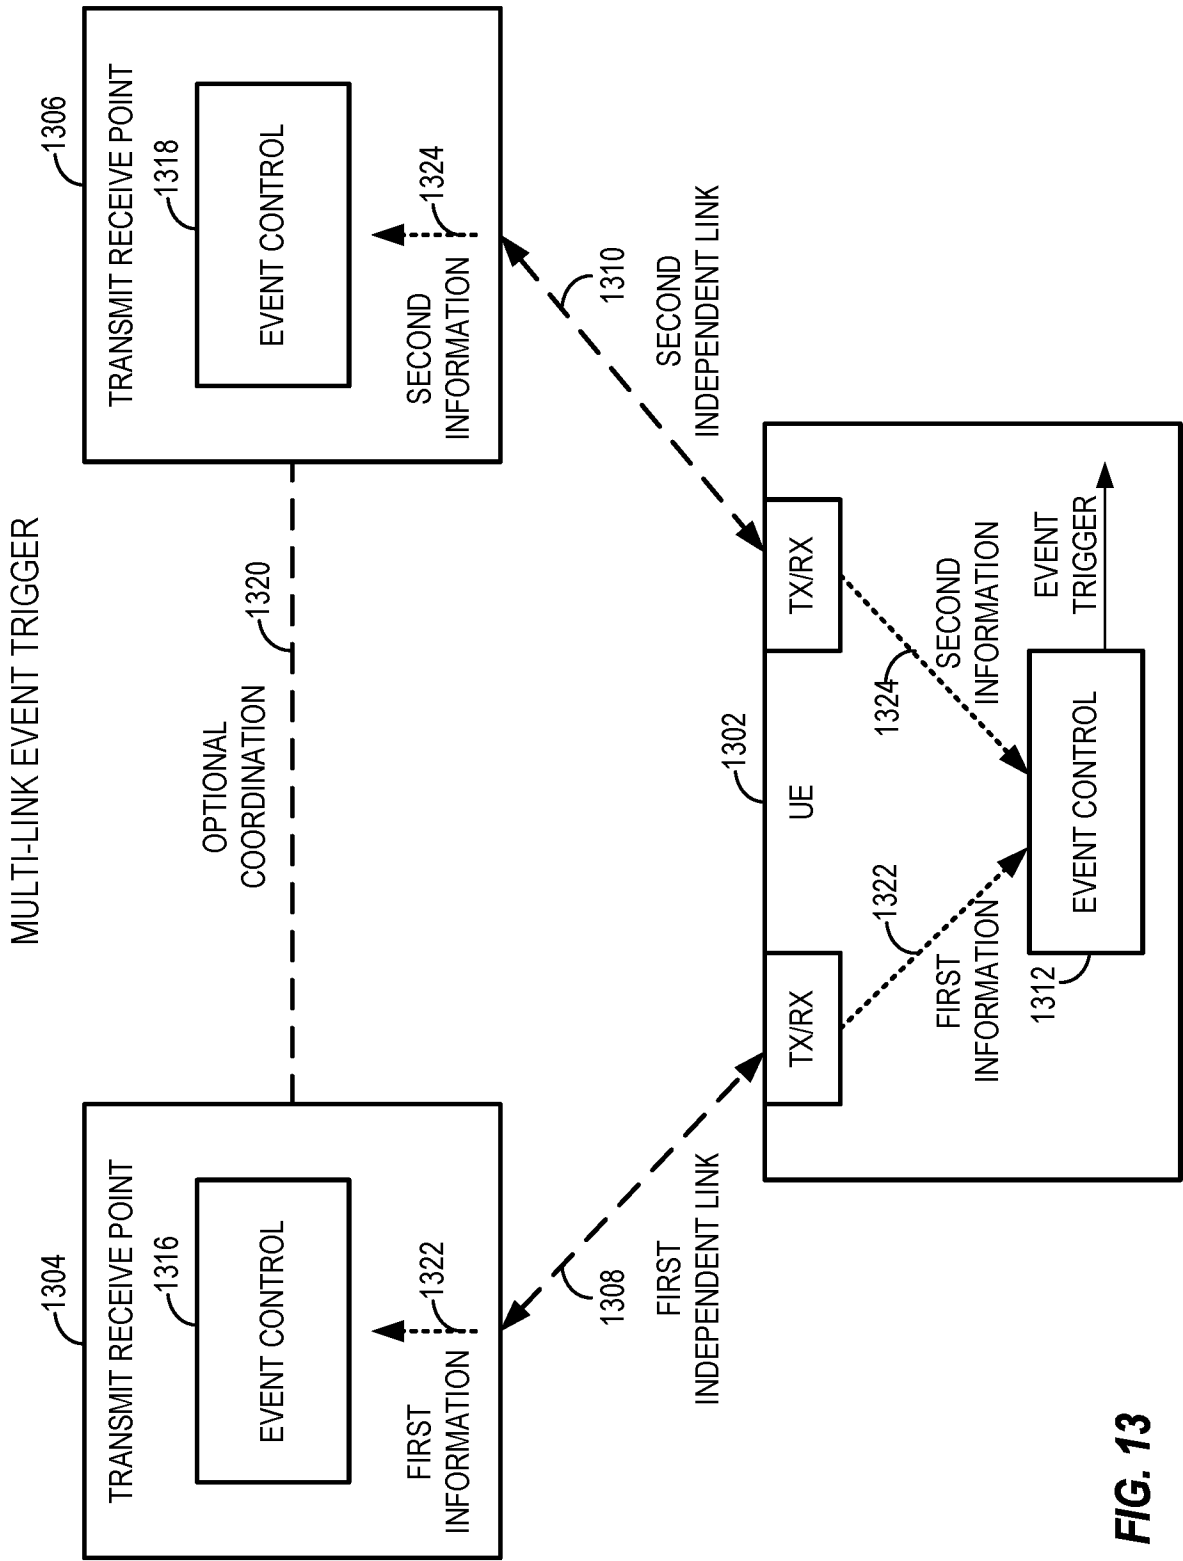 MULTI-LINK EVENT TRIGGER
1304
TRANSMIT RECEIVE POINT
1316
EVENT CONTROL
FIRST
INFORMATION
1322
OPTIONAL
COORDINATION
1320
1306
TRANSMIT RECEIVE POINT
1318
EVENT CONTROL
SECOND
INFORMATION
1324
1308
FIRST
INDEPENDENT LINK
1310
SECOND
INDEPENDENT LINK
1302
TX/RX
UE
TX/RX
1322
FIRST
INFORMATION
1324
SECOND
INFORMATION
1312
EVENT CONTROL
EVENT
TRIGGER
FIG. 13